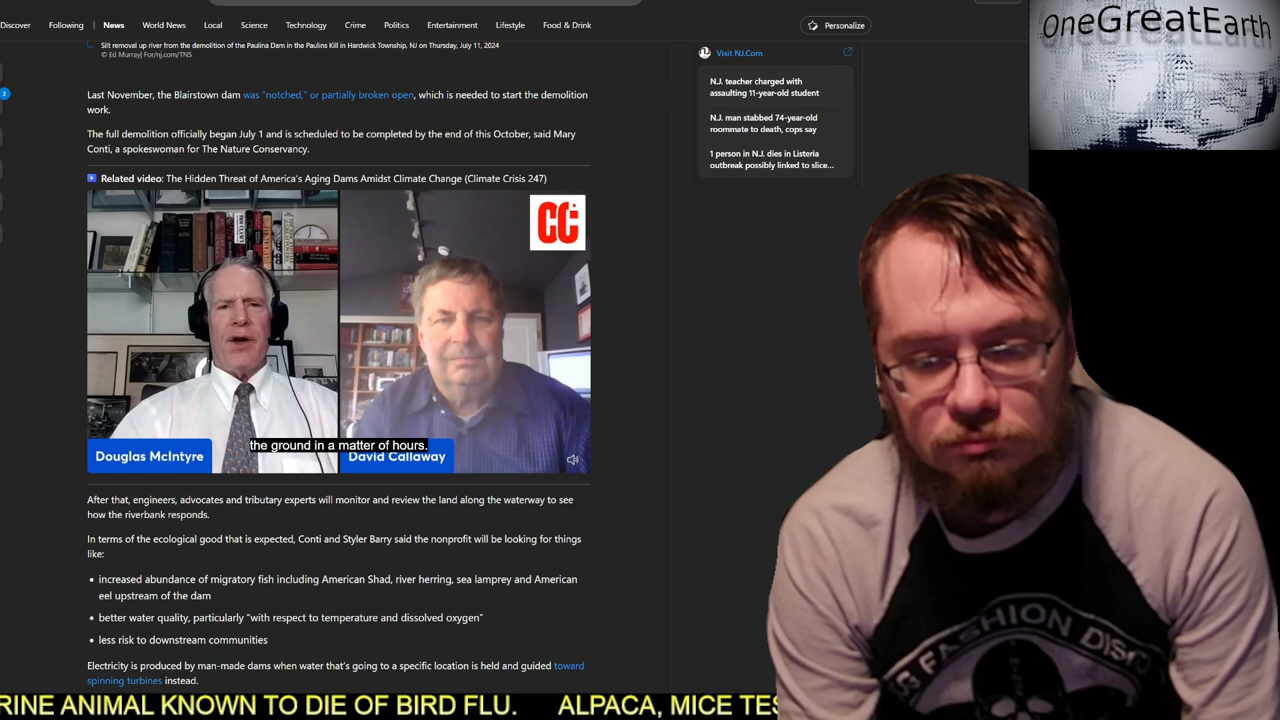 Discover Following News World News Local Science Technology Crime Politics Entertainment Lifestyle Food & Drink Personalize
OneGreatEarth
Silt removal up river from the demolition of the Paulina Dam in the Paulins Kill in Hardwick Township, NJ on Thursday, July 11, 2024
© Ed Murray| For/nj.com/TNS
3
Last November, the Blairstown dam was "notched," or partially broken open, which is needed to start the demolition
work.
The full demolition officially began July 1 and is scheduled to be completed by the end of this October, said Mary
Conti, a spokeswoman for The Nature Conservancy.
Related video: The Hidden Threat of America's Aging Dams Amidst Climate Change (Climate Crisis 247)
CC
the ground in a matter of hours.
Douglas McIntyre
David Callaway
After that, engineers, advocates and tributary experts will monitor and review the land along the waterway to see
how the riverbank responds.
In terms of the ecological good that is expected, Conti and Styler Barry said the nonprofit will be looking for things
like:
• increased abundance of migratory fish including American Shad, river herring, sea lamprey and American
eel upstream of the dam
• better water quality, particularly "with respect to temperature and dissolved oxygen"
• less risk to downstream communities
Electricity is produced by man-made dams when water that's going to a specific location is held and guided toward
spinning turbines instead.
Visit NJ.Com
N.J. teacher charged with
assaulting 11-year-old student
N.J. man stabbed 74-year-old
roommate to death, cops say
1 person in N.J. dies in Listeria
outbreak possibly linked to slice...
FASHION
RINE ANIMAL KNOWN TO DIE OF BIRD FLU. ALPACA, MICE TES